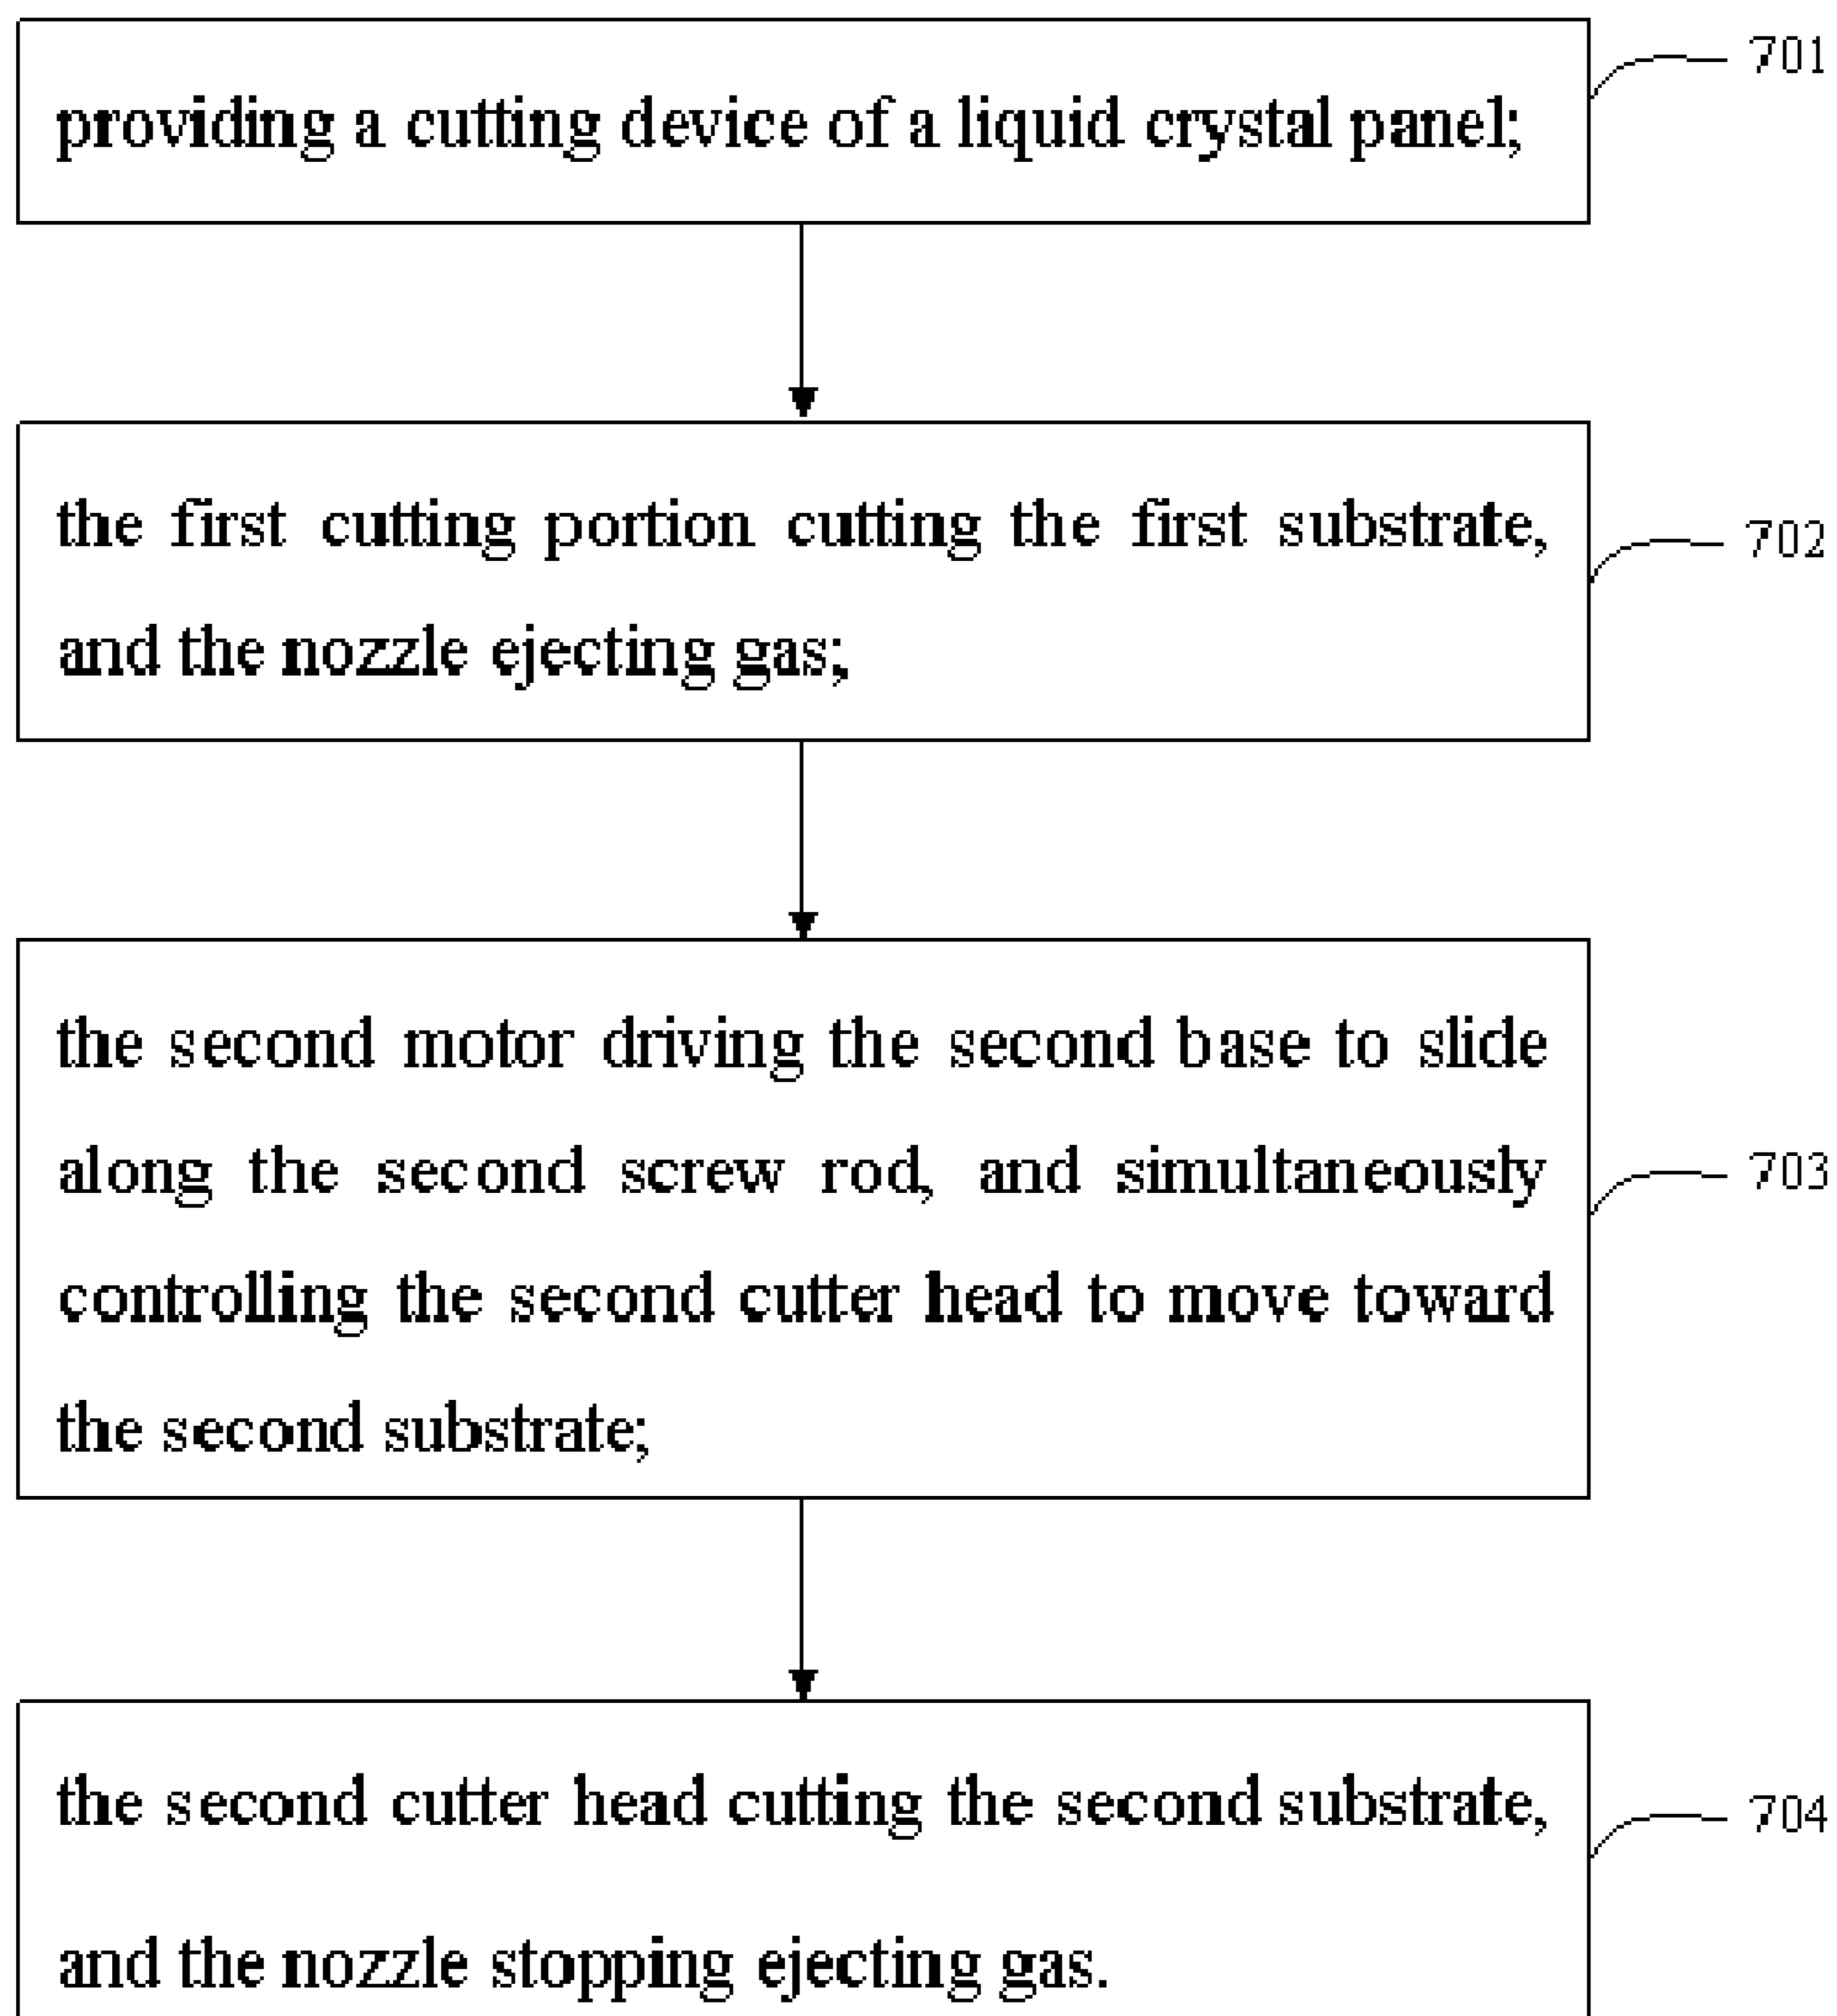 providing a cutting device of a liquid crystal panel;
701
the first cutting portion cutting the first substrate,
and the nozzle ejecting gas;
702
the second motor driving the second base to slide
along the second screw rod, and simultaneously
controlling the second cutter head to move toward
the second substrate;
703
the second cutter head cutting the second substrate,
and the nozzle stopping ejecting gas.
704